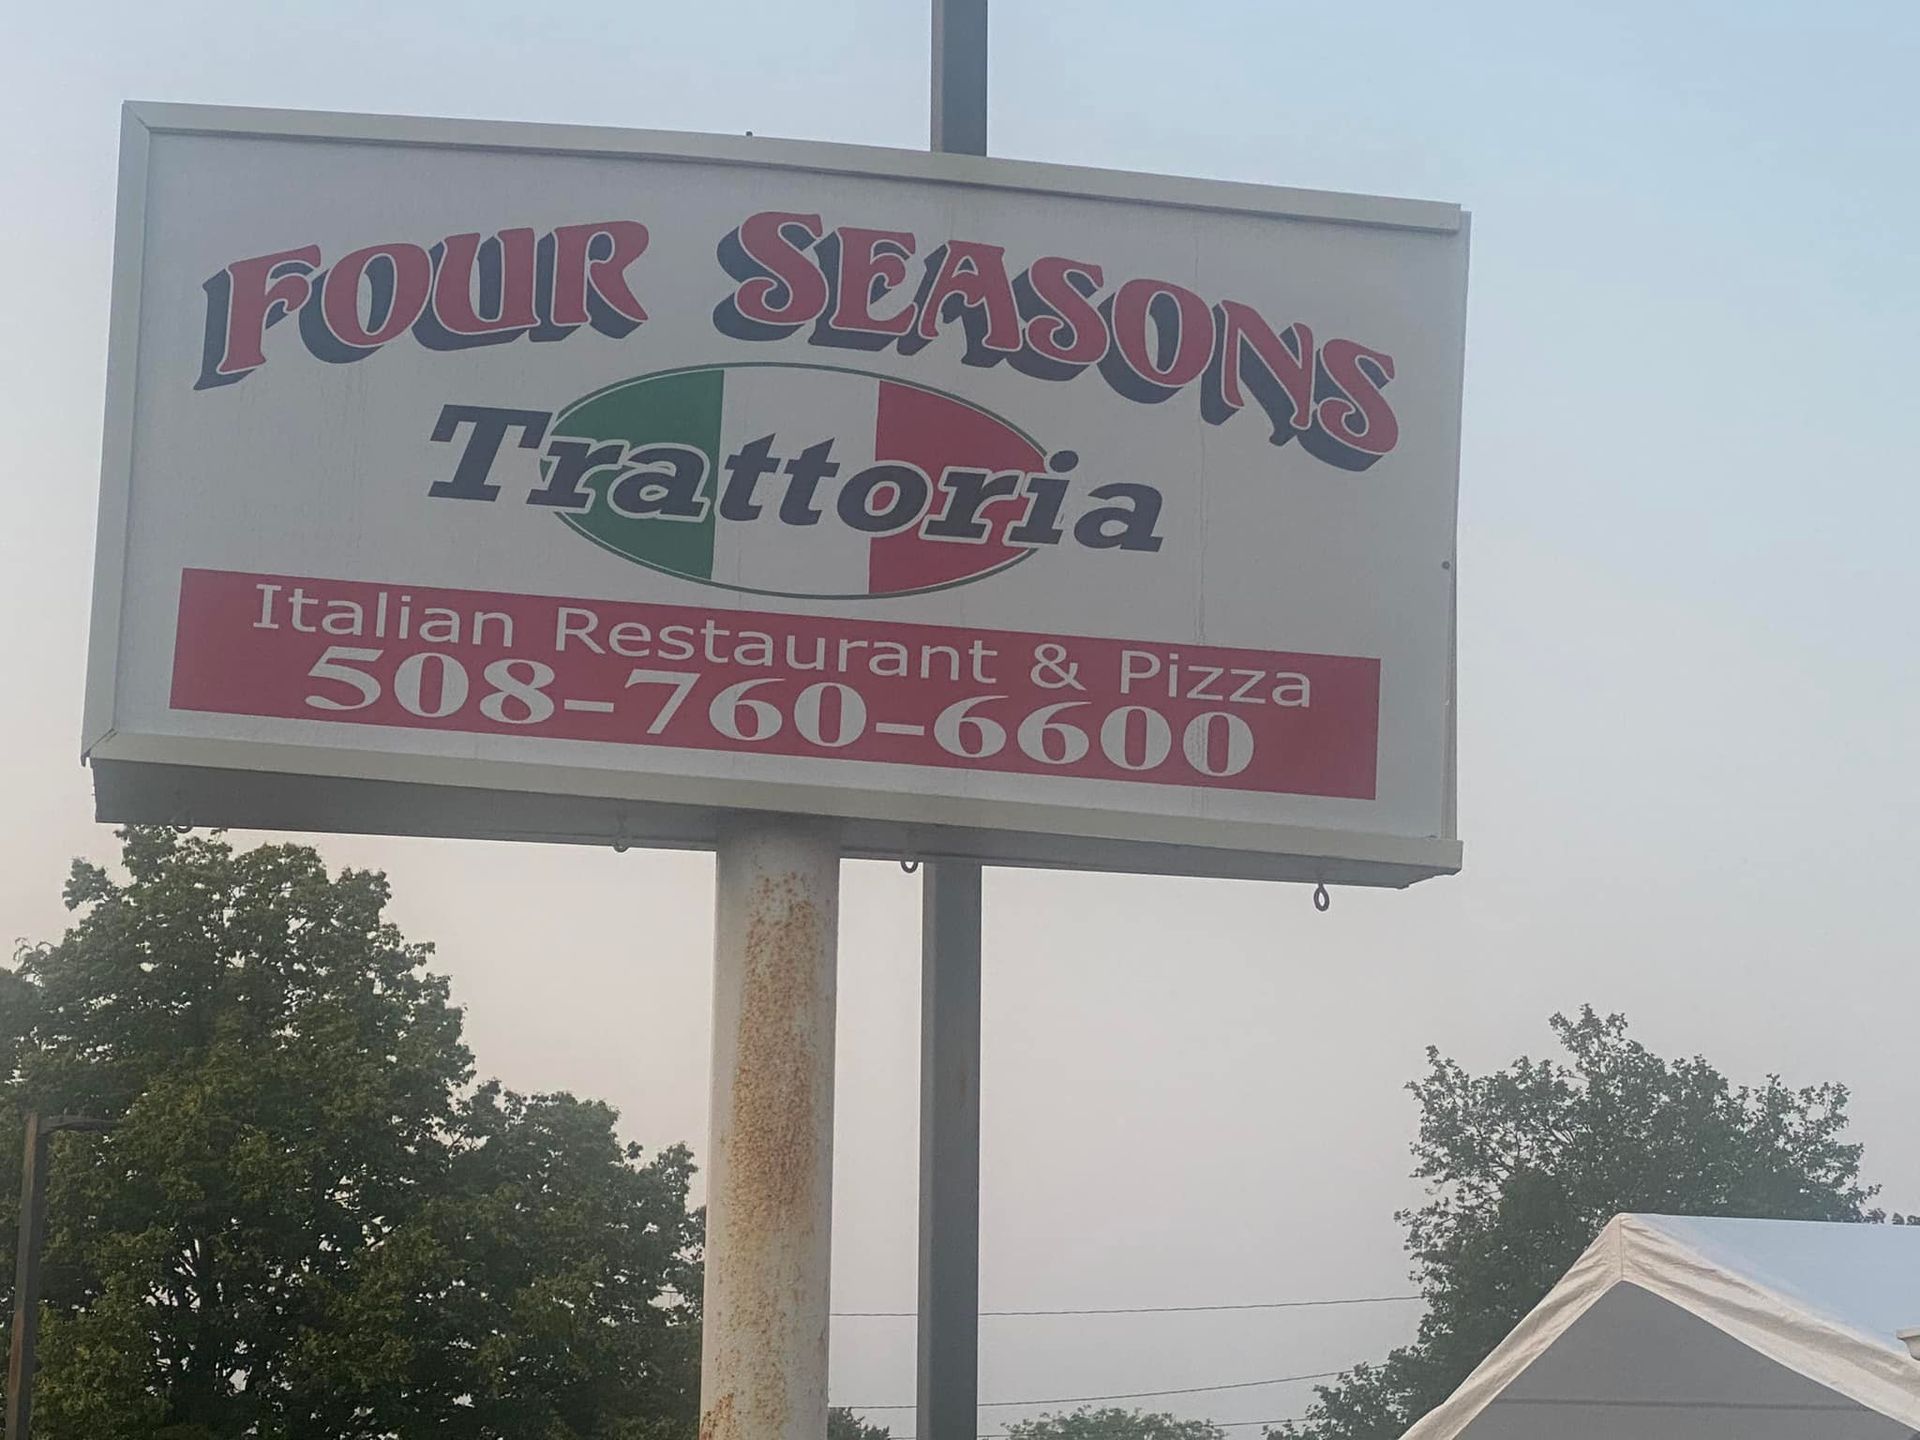 FOUR SEASONS
Trattoria
Italian Restaurant & Pizza
508-760-6600